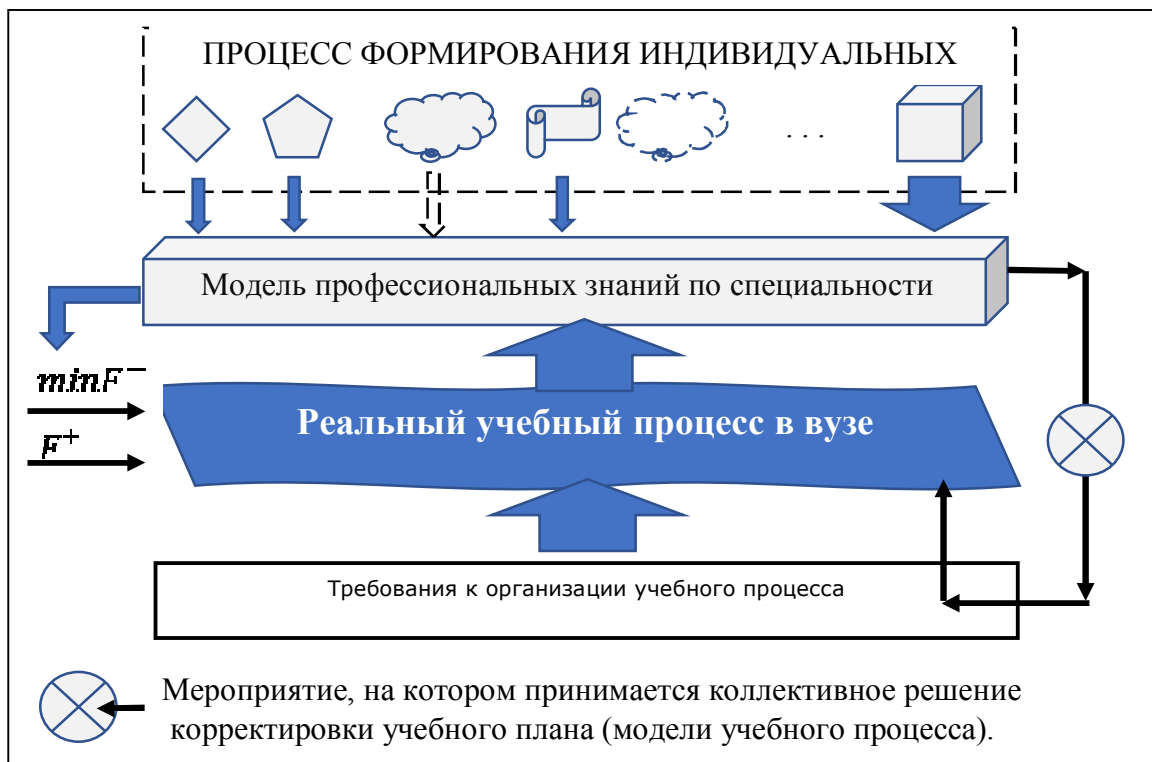 ПРОЦЕСС ФОРМИРОВАНИЯ ИНДИВИДУАЛЬНЫХ
. . .
Модель профессиональных знаний по специальности
minF⁻
Реальный учебный процесс в вузе
F⁺
Требования к организации учебного процесса
Мероприятие, на котором принимается коллективное решение
корректировки учебного плана (модели учебного процесса).